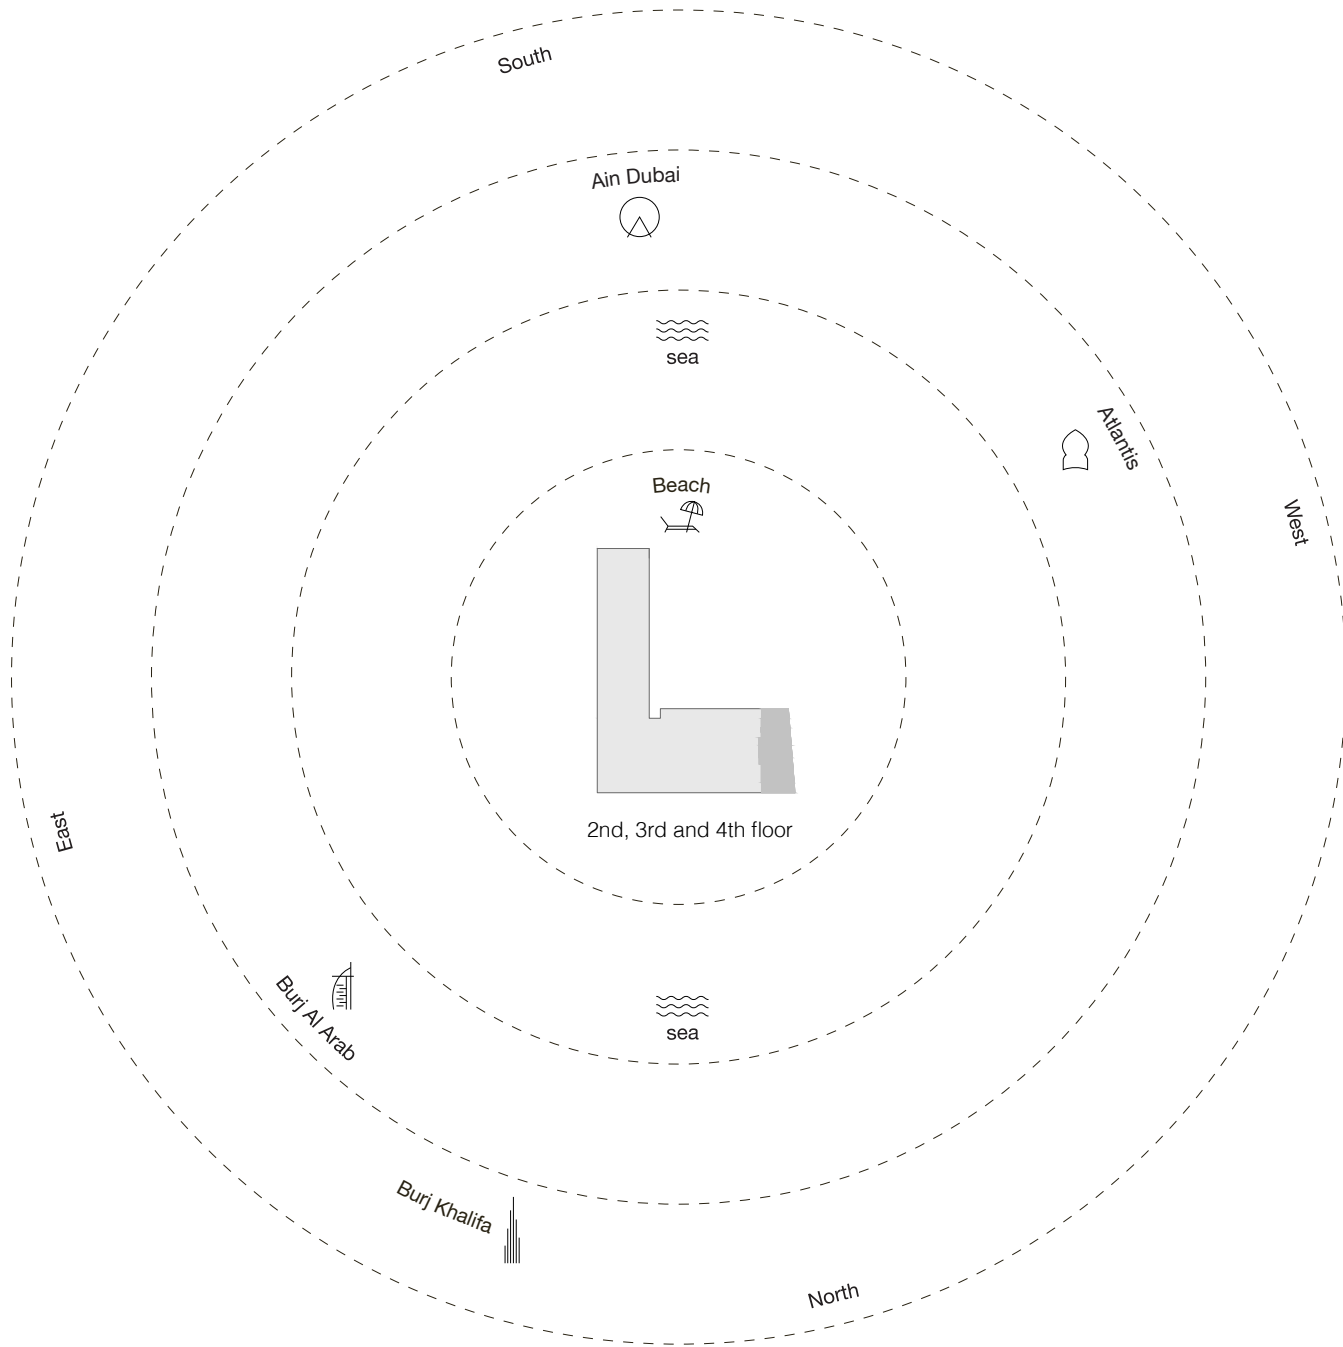 South
Ain Dubai
sea
Atlantis
Beach
West
2nd, 3rd and 4th floor
East
Burj Al Arab
sea
Burj Khalifa
North